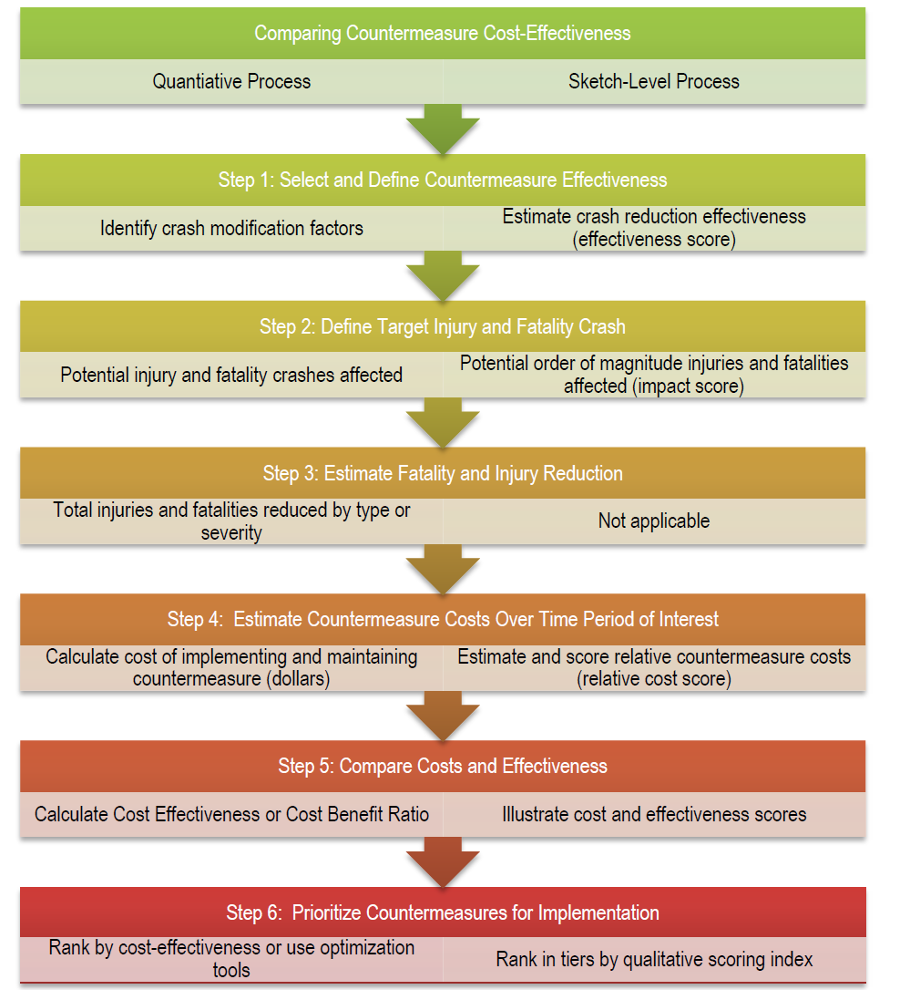 Comparing Countermeasure Cost-Effectiveness
Quantiative Process
Sketch-Level Process
Step 1: Select and Define Countermeasure Effectiveness
Identify crash modification factors
Estimate crash reduction effectiveness
(effectiveness score)
Step 2: Define Target Injury and Fatality Crash
Potential injury and fatality crashes affected
Potential order of magnitude injuries and fatalities
affected (impact score)
Step 3: Estimate Fatality and Injury Reduction
Total injuries and fatalities reduced by type or
severity
Not applicable
Step 4:  Estimate Countermeasure Costs Over Time Period of Interest
Calculate cost of implementing and maintaining
countermeasure (dollars)
Estimate and score relative countermeasure costs
(relative cost score)
Step 5: Compare Costs and Effectiveness
Calculate Cost Effectiveness or Cost Benefit Ratio
Illustrate cost and effectiveness scores
Step 6:  Prioritize Countermeasures for Implementation
Rank by cost-effectiveness or use optimization
tools
Rank in tiers by qualitative scoring index